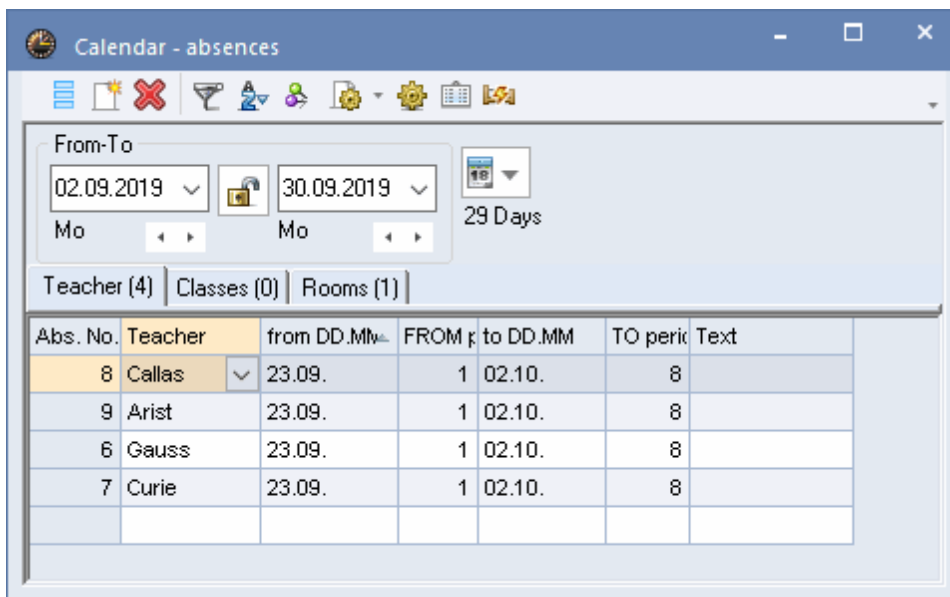 Calendar - absences
From-To
02.09.2019 30.09.2019 18
Mo Mo 29 Days
Teacher (4) Classes (0) Rooms (1)
Abs. No. Teacher from DD.MM FROM p to DD.MM TO peric Text
8 Callas 23.09. 1 02.10. 8
9 Arist 23.09. 1 02.10. 8
6 Gauss 23.09. 1 02.10. 8
7 Curie 23.09. 1 02.10. 8